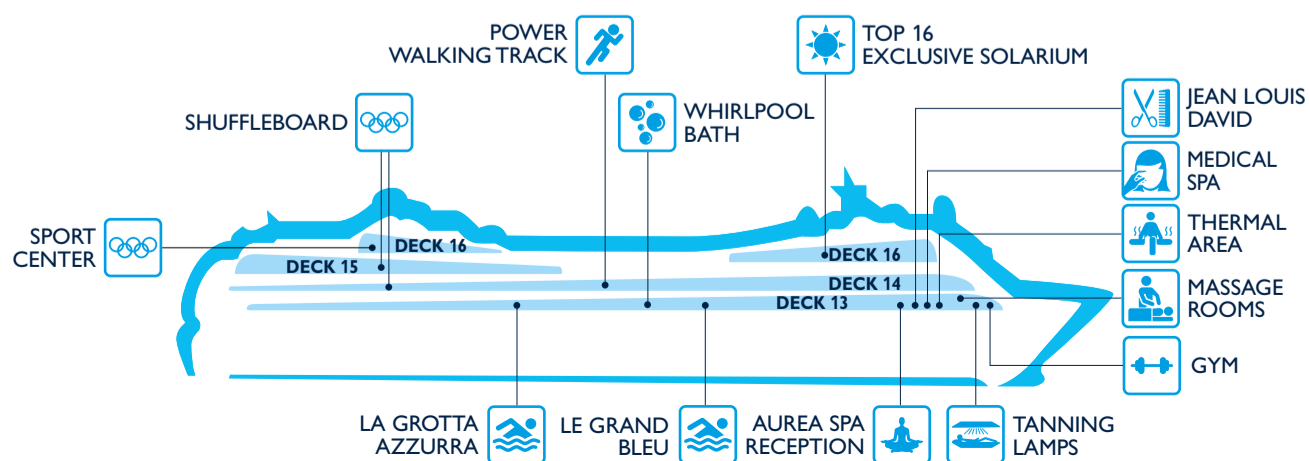 POWER
WALKING TRACK
TOP 16
EXCLUSIVE SOLARIUM
SHUFFLEBOARD
WHIRLPOOL
BATH
JEAN LOUIS
DAVID
MEDICAL
SPA
SPORT
CENTER
THERMAL
AREA
DECK 16
DECK 16
DECK 15
DECK 14
DECK 13
MASSAGE
ROOMS
GYM
LA GROTTA
AZZURRA
LE GRAND
BLEU
AUREA SPA
RECEPTION
TANNING
LAMPS